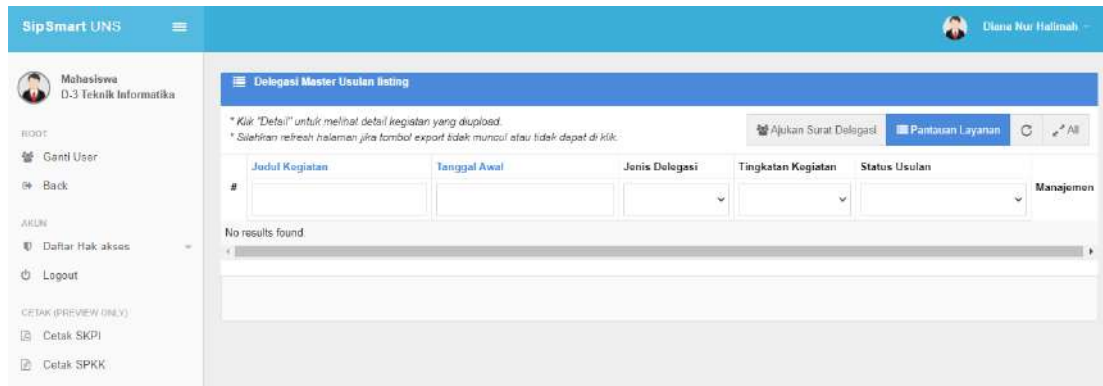 SipSmart UNS
Diana Nur Halimah
Mahasiswa
D-3 Teknik Informatika
ROOT
Ganti User
Back
AKUN
Daftar Hak akses
Logout
CETAK (PREVIEW ONLY)
Cetak SKPI
Cetak SPKK
Delegasi Master Usulan listing
* Klik "Detail" untuk melihat detail kegiatan yang diupload.
* Silahkan refresh halaman jika tombol export tidak muncul atau tidak dapat di klik.
Ajukan Surat Delegasi Pantauan Layanan All
# Judul Kegiatan Tanggal Awal Jenis Delegasi Tingkatan Kegiatan Status Usulan Manajemen
No results found.